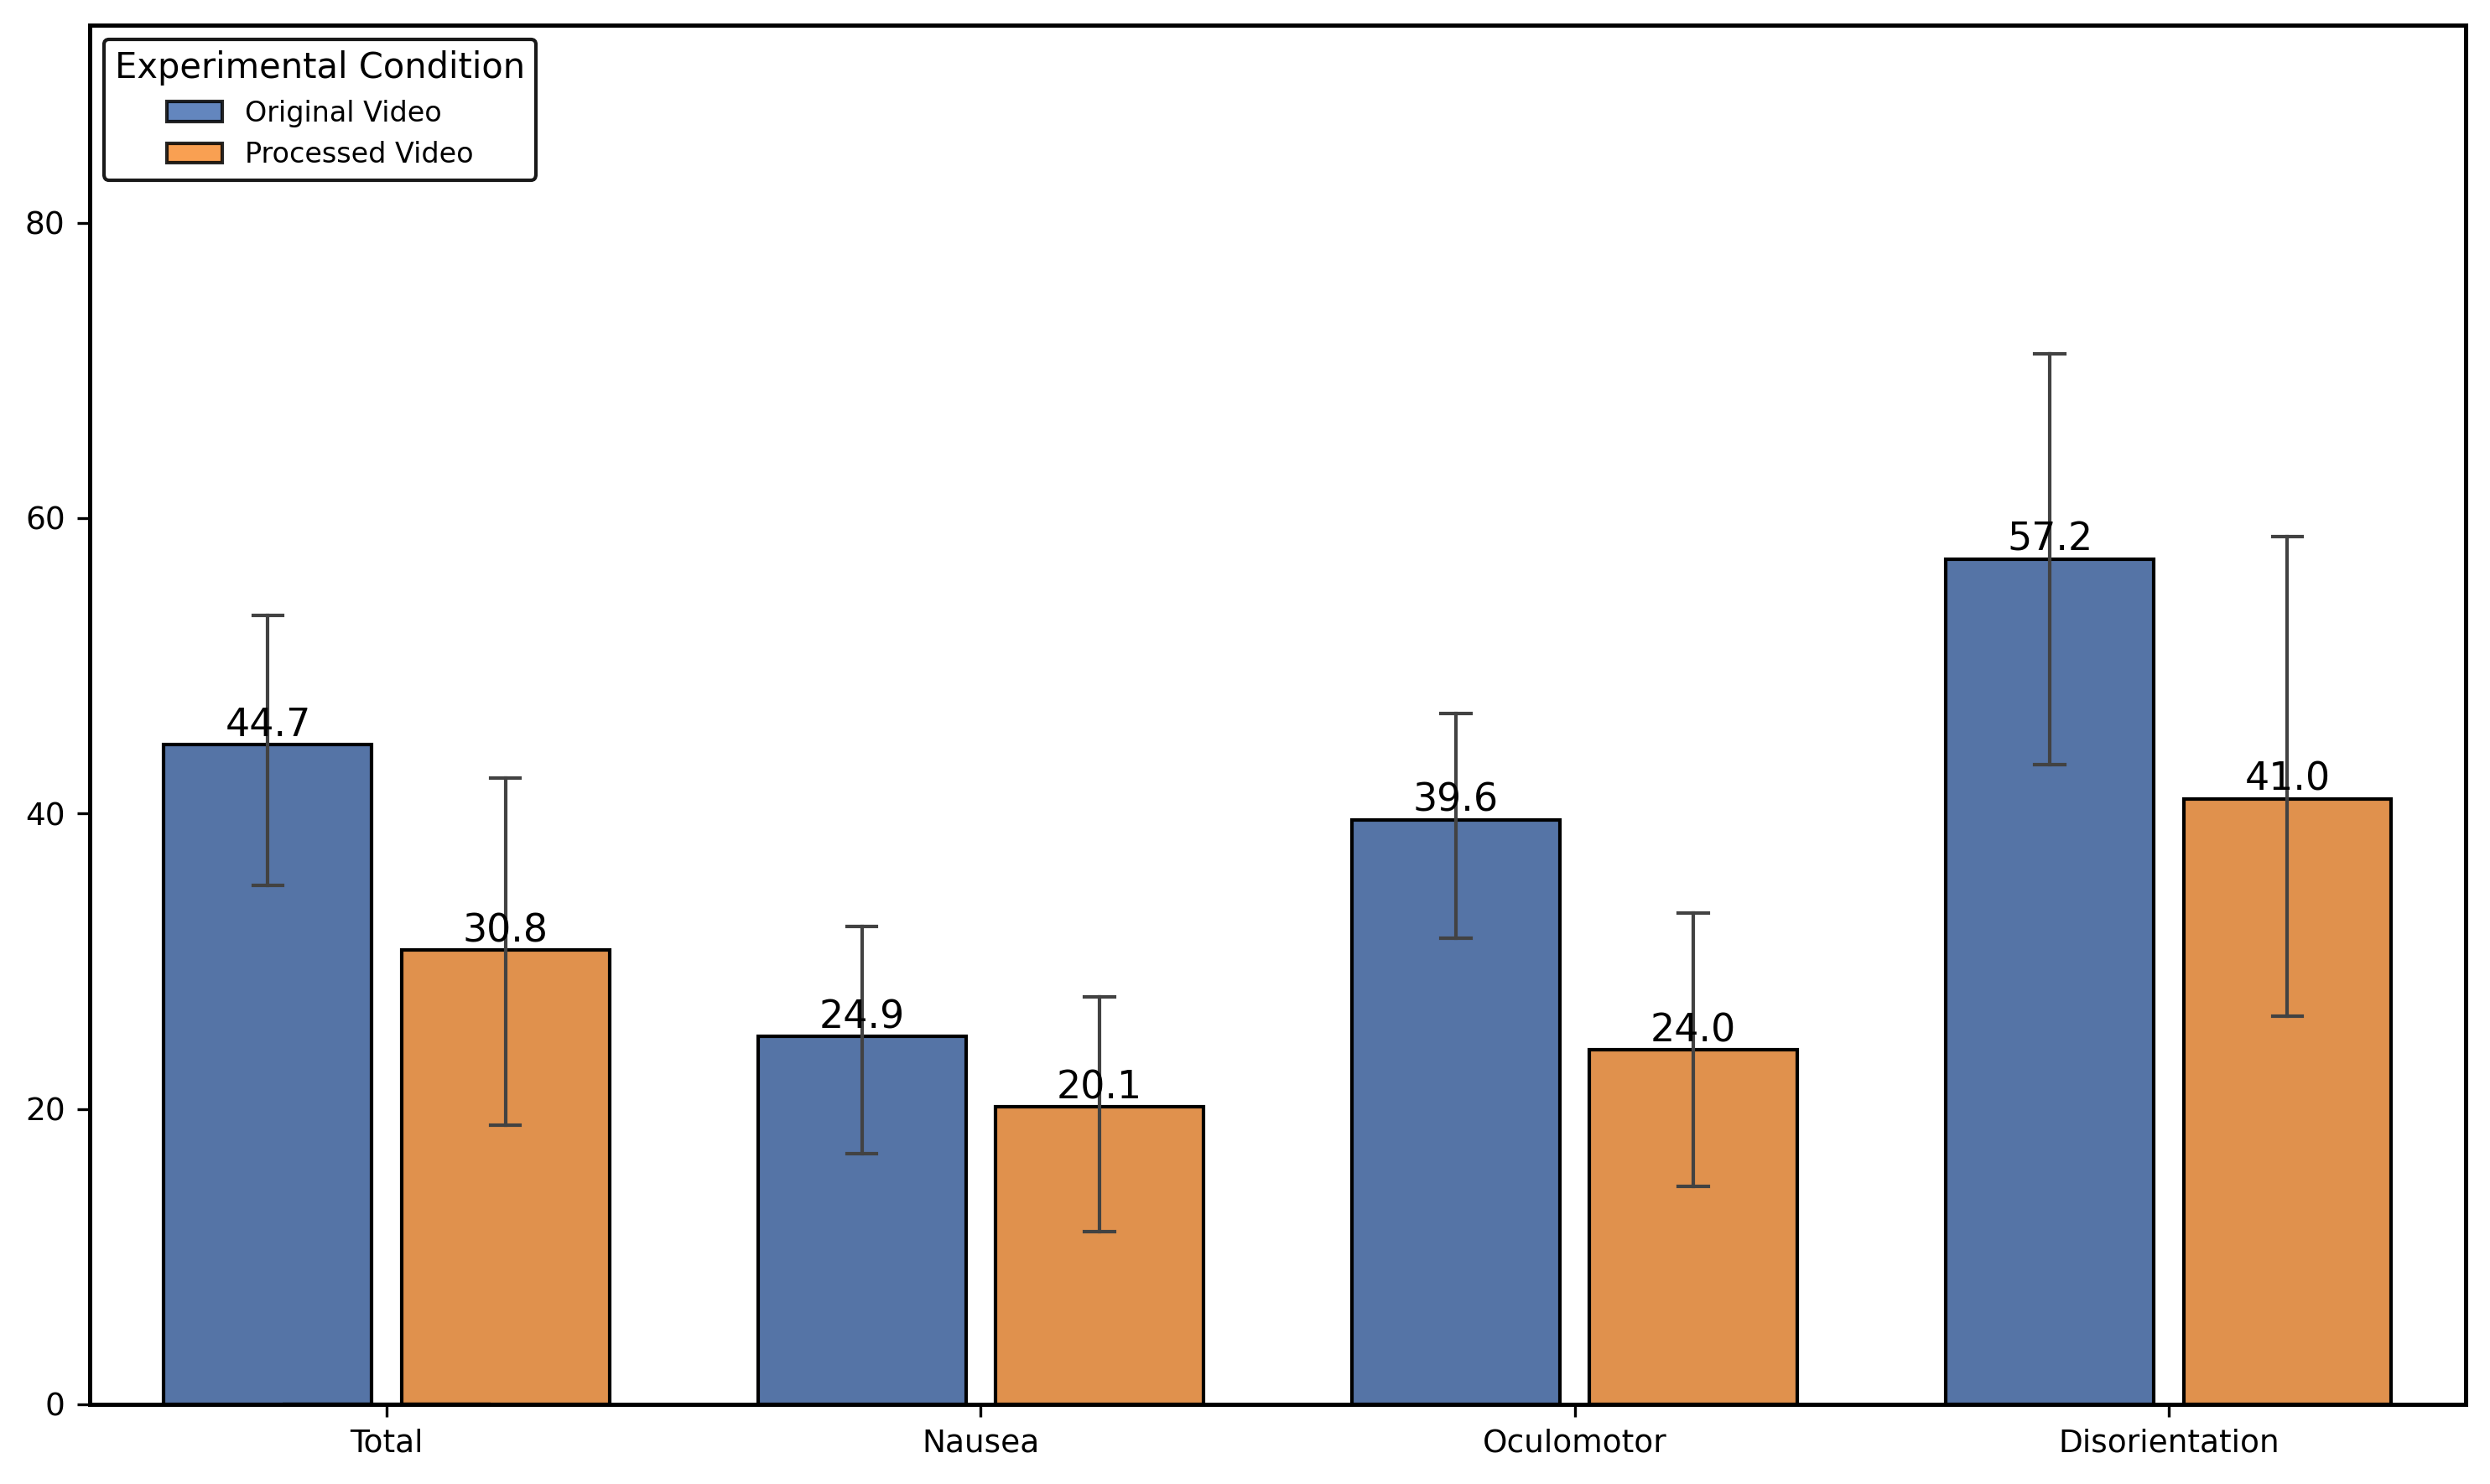 Experimental Condition
Original Video
Processed Video
80
60
40
20
0
44.7
30.8
24.9
20.1
39.6
24.0
57.2
41.0
Total
Nausea
Oculomotor
Disorientation